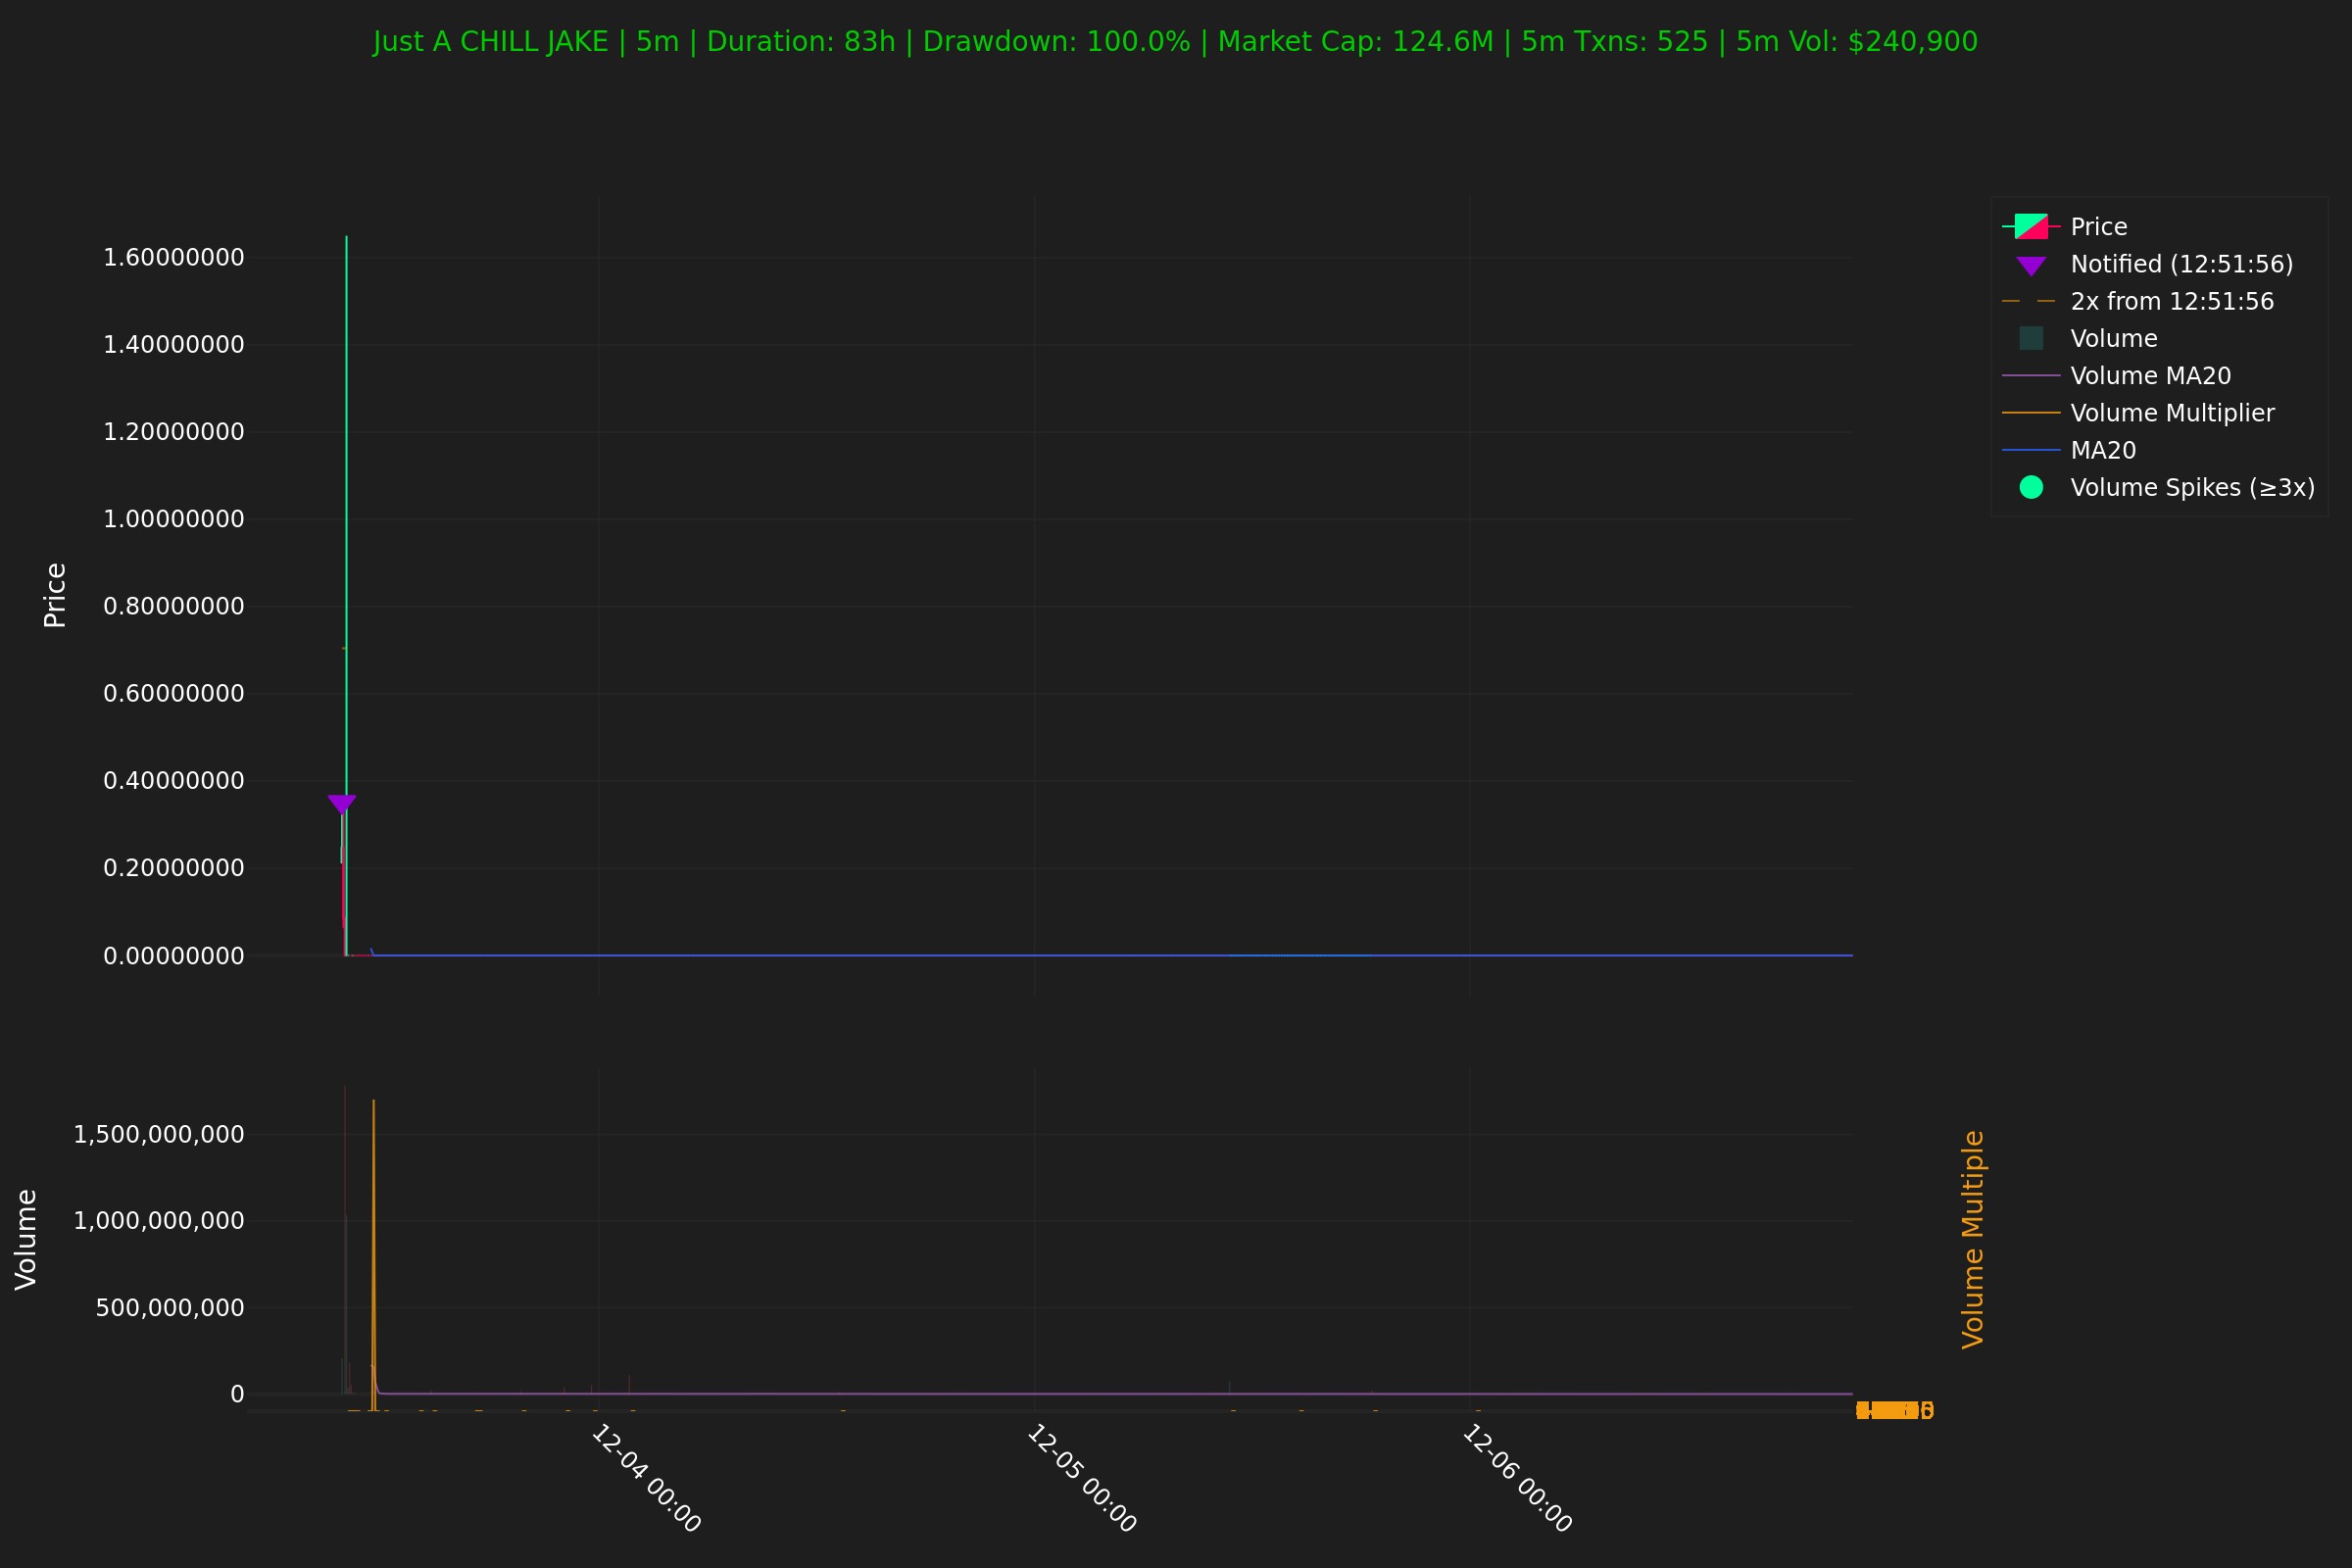 Just A CHILL JAKE | 5m | Duration: 83h | Drawdown: 100.0% | Market Cap: 124.6M | 5m Txns: 525 | 5m Vol: $240,900
Price
1.60000000
1.40000000
1.20000000
1.00000000
0.80000000
0.60000000
0.40000000
0.20000000
0.00000000
Price
Notified (12:51:56)
2x from 12:51:56
Volume
Volume MA20
Volume Multiplier
MA20
Volume Spikes (≥3x)
Volume
1,500,000,000
1,000,000,000
500,000,000
0
Volume Multiple
12-04 00:00
12-05 00:00
12-06 00:00